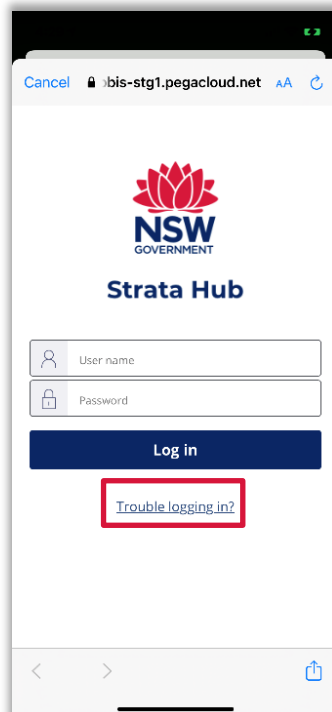 Cancel bis-stg1.pegacloud.net AA
NSW
GOVERNMENT
Strata Hub
User name
Password
Log in
Trouble logging in?